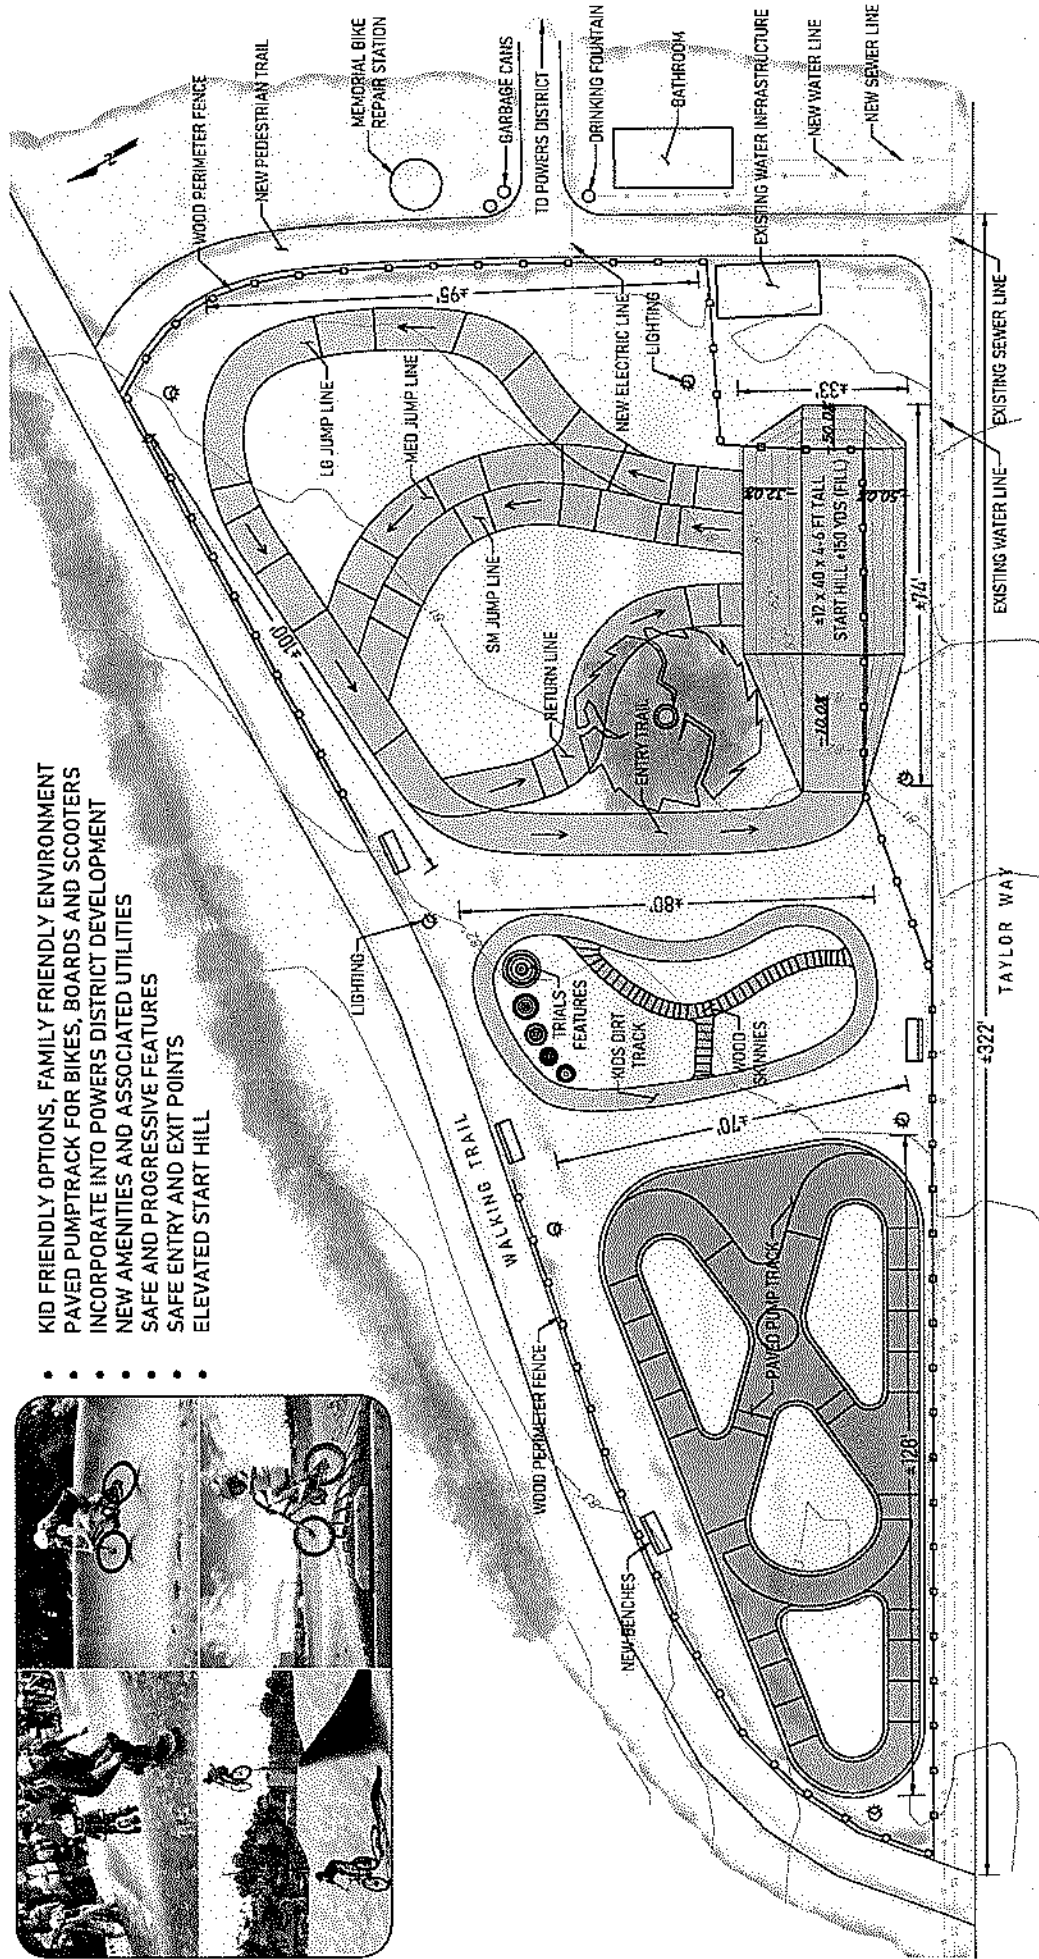 • KID FRIENDLY OPTIONS, FAMILY FRIENDLY ENVIRONMENT
• PAVED PUMPTRACK FOR BIKES, BOARDS AND SCOOTERS
• INCORPORATE INTO POWERS DISTRICT DEVELOPMENT
• NEW AMENITIES AND ASSOCIATED UTILITIES
• SAFE AND PROGRESSIVE FEATURES
• SAFE ENTRY AND EXIT POINTS
• ELEVATED START HILL
WOOD PERIMETER FENCE
NEW PEDESTRIAN TRAIL
MEMORIAL BIKE
REPAIR STATION
GARBAGE CANS
TO POWERS DISTRICT
DRINKING FOUNTAIN
BATHROOM
EXISTING WATER INFRASTRUCTURE
NEW WATER LINE
NEW SEWER LINE
±95'
LG JUMP LINE
MED JUMP LINE
SM JUMP LINE
NEW ELECTRIC LINE
LIGHTING
±33'
±100'
RETURN LINE
ENTRY TRAIL
±12 x 40 x 4-6 FT TALL
START HILL ±150 YDS (FILL)
-10.0%
±74'
EXISTING WATER LINE
EXISTING SEWER LINE
LIGHTING
±80'
TRIALS
FEATURES
KIDS DIRT
TRACK
WOOD
SKINNIES
WALKING TRAIL
±70'
TAYLOR WAY
±322'
WOOD PERIMETER FENCE
PAVED PUMP TRACK
±128'
NEW BENCHES